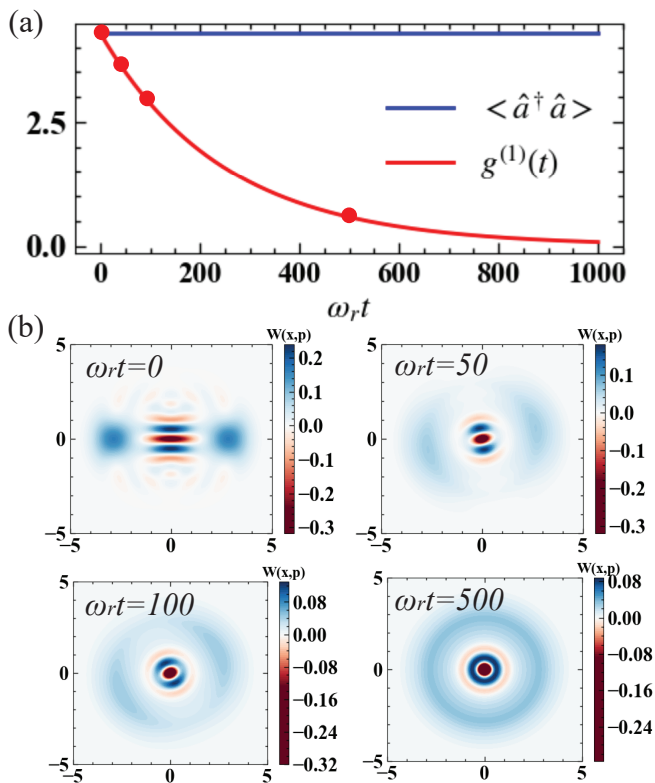 (a)
2.5
0.0
< â† â >
g(1)(t)
0 200 400 600 800 1000
ωrt
(b)
W(x,p)
5
0
−5
−5 0 5
ωrt=0
0.2
0.1
0.0
−0.1
−0.2
−0.3
W(x,p)
5
0
−5
−5 0 5
ωrt=50
0.1
0.0
−0.1
−0.2
−0.3
W(x,p)
5
0
−5
−5 0 5
ωrt=100
0.08
0.00
−0.08
−0.16
−0.24
−0.32
W(x,p)
5
0
−5
−5 0 5
ωrt=500
0.08
0.00
−0.08
−0.16
−0.24